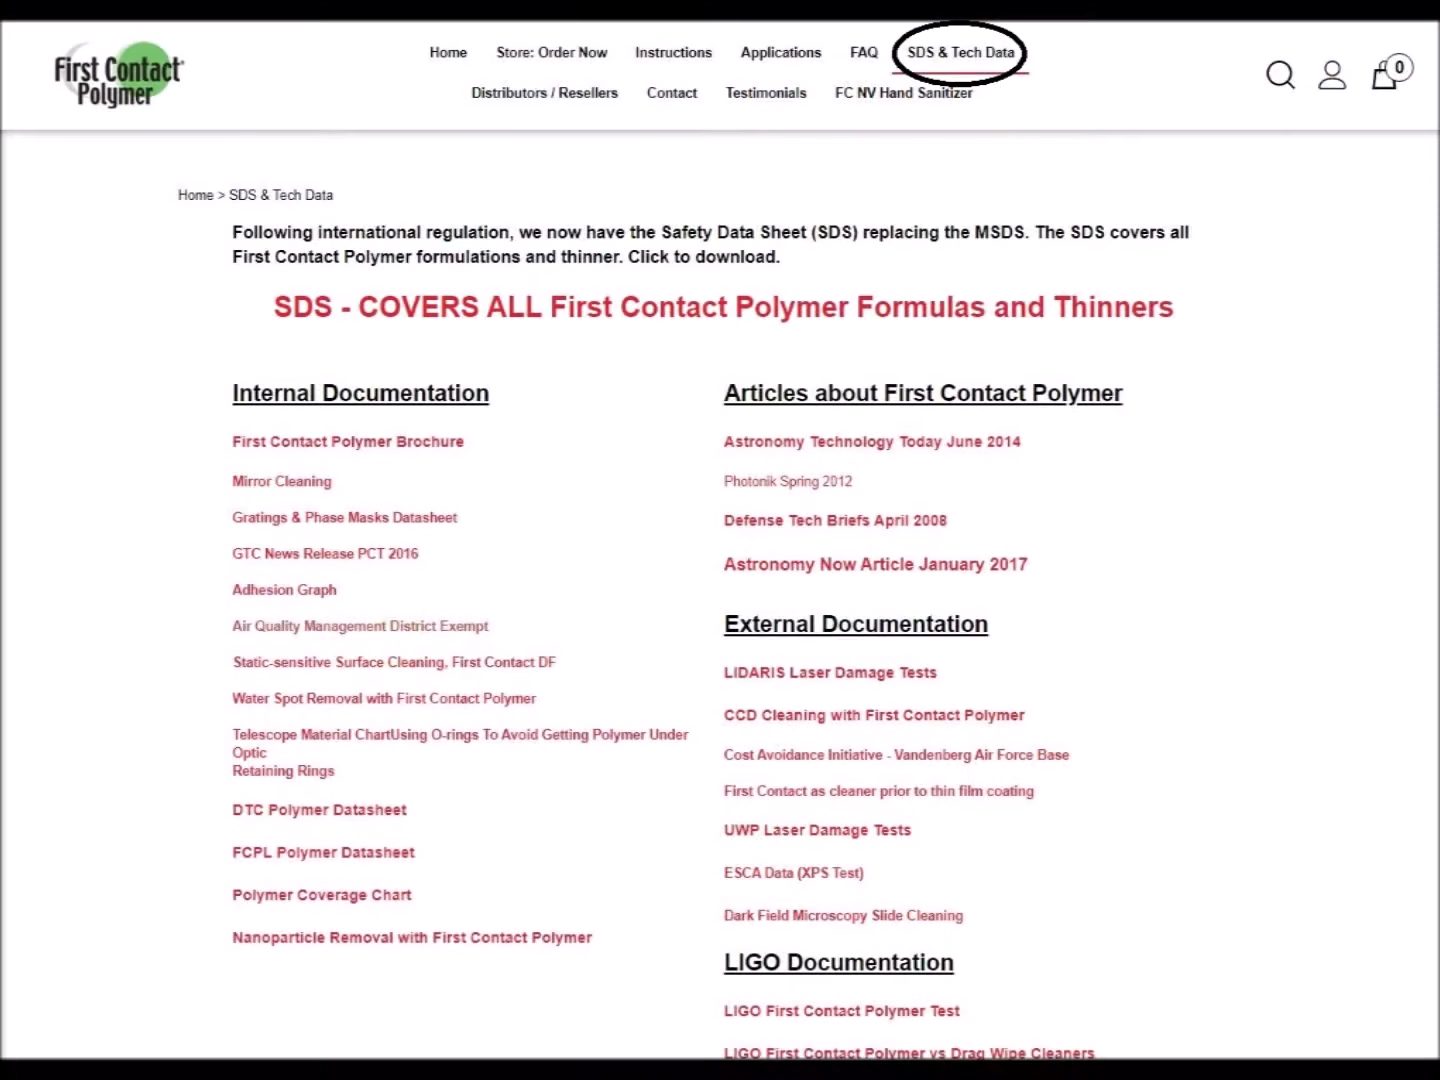 First Contact
Polymer
Home Store: Order Now Instructions Applications FAQ SDS & Tech Data
Distributors / Resellers Contact Testimonials FC NV Hand Sanitizer
0
Home > SDS & Tech Data
Following international regulation, we now have the Safety Data Sheet (SDS) replacing the MSDS. The SDS covers all
First Contact Polymer formulations and thinner. Click to download.
SDS - COVERS ALL First Contact Polymer Formulas and Thinners
Internal Documentation
First Contact Polymer Brochure
Mirror Cleaning
Gratings & Phase Masks Datasheet
GTC News Release PCT 2016
Adhesion Graph
Air Quality Management District Exempt
Static-sensitive Surface Cleaning, First Contact DF
Water Spot Removal with First Contact Polymer
Telescope Material ChartUsing O-rings To Avoid Getting Polymer Under
Optic
Retaining Rings
DTC Polymer Datasheet
FCPL Polymer Datasheet
Polymer Coverage Chart
Nanoparticle Removal with First Contact Polymer
Articles about First Contact Polymer
Astronomy Technology Today June 2014
Photonik Spring 2012
Defense Tech Briefs April 2008
Astronomy Now Article January 2017
External Documentation
LIDARIS Laser Damage Tests
CCD Cleaning with First Contact Polymer
Cost Avoidance Initiative - Vandenberg Air Force Base
First Contact as cleaner prior to thin film coating
UWP Laser Damage Tests
ESCA Data (XPS Test)
Dark Field Microscopy Slide Cleaning
LIGO Documentation
LIGO First Contact Polymer Test
LIGO First Contact Polymer vs Drag Wipe Cleaners